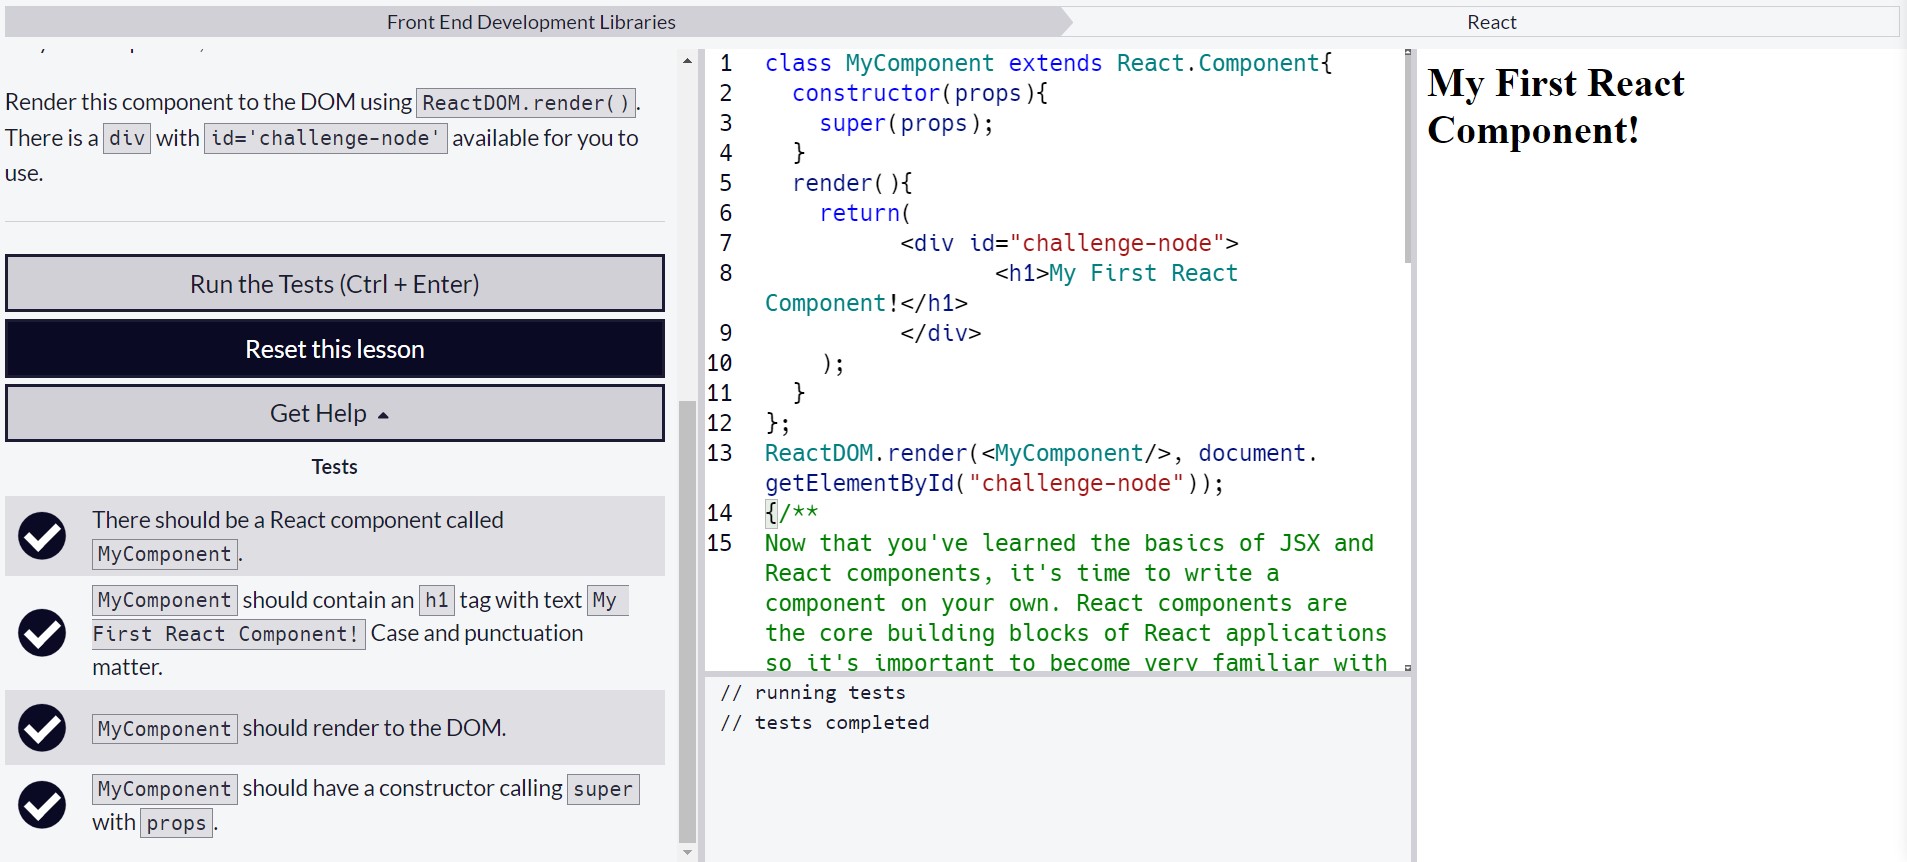 Front End Development Libraries
React
Render this component to the DOM using ReactDOM.render().
There is a div with id='challenge-node' available for you to
use.
Run the Tests (Ctrl + Enter)
Reset this lesson
Get Help
Tests
There should be a React component called
MyComponent.
MyComponent should contain an h1 tag with text My
First React Component! Case and punctuation
matter.
MyComponent should render to the DOM.
MyComponent should have a constructor calling super
with props.
1 class MyComponent extends React.Component{
2 constructor(props){
3 super(props);
4 }
5 render(){
6 return(
7 <div id="challenge-node">
8 <h1>My First React
Component!</h1>
9 </div>
10 );
11 }
12 };
13 ReactDOM.render(<MyComponent/>, document.
getElementById("challenge-node"));
14 {/**
15 Now that you've learned the basics of JSX and
React components, it's time to write a
component on your own. React components are
the core building blocks of React applications
so it's important to become very familiar with
// running tests
// tests completed
My First React
Component!